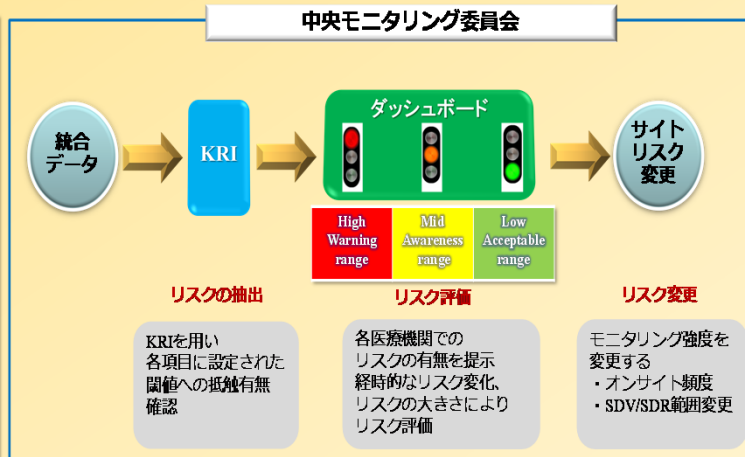 中央モニタリング委員会
統合
データ
KRI
ダッシュボード
サイト
リスク
変更
High
Warning
range
Mid
Awareness
range
Low
Acceptable
range
リスクの抽出
リスク評価
リスク変更
KRIを用い
各項目に設定された
閾値への抵触有無
確認
各医療機関での
リスクの有無を提示
経時的なリスク変化、
リスクの大きさにより
リスク評価
モニタリング強度を
変更する
・オンサイト頻度
・SDV/SDR範囲変更